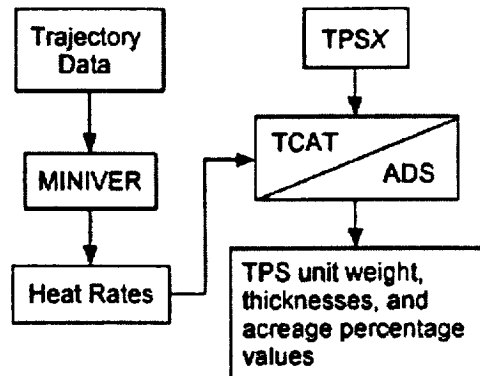 Trajectory
Data
MINIVER
Heat Rates
TPSX
TCAT
ADS
TPS unit weight,
thicknesses, and
acreage percentage
values